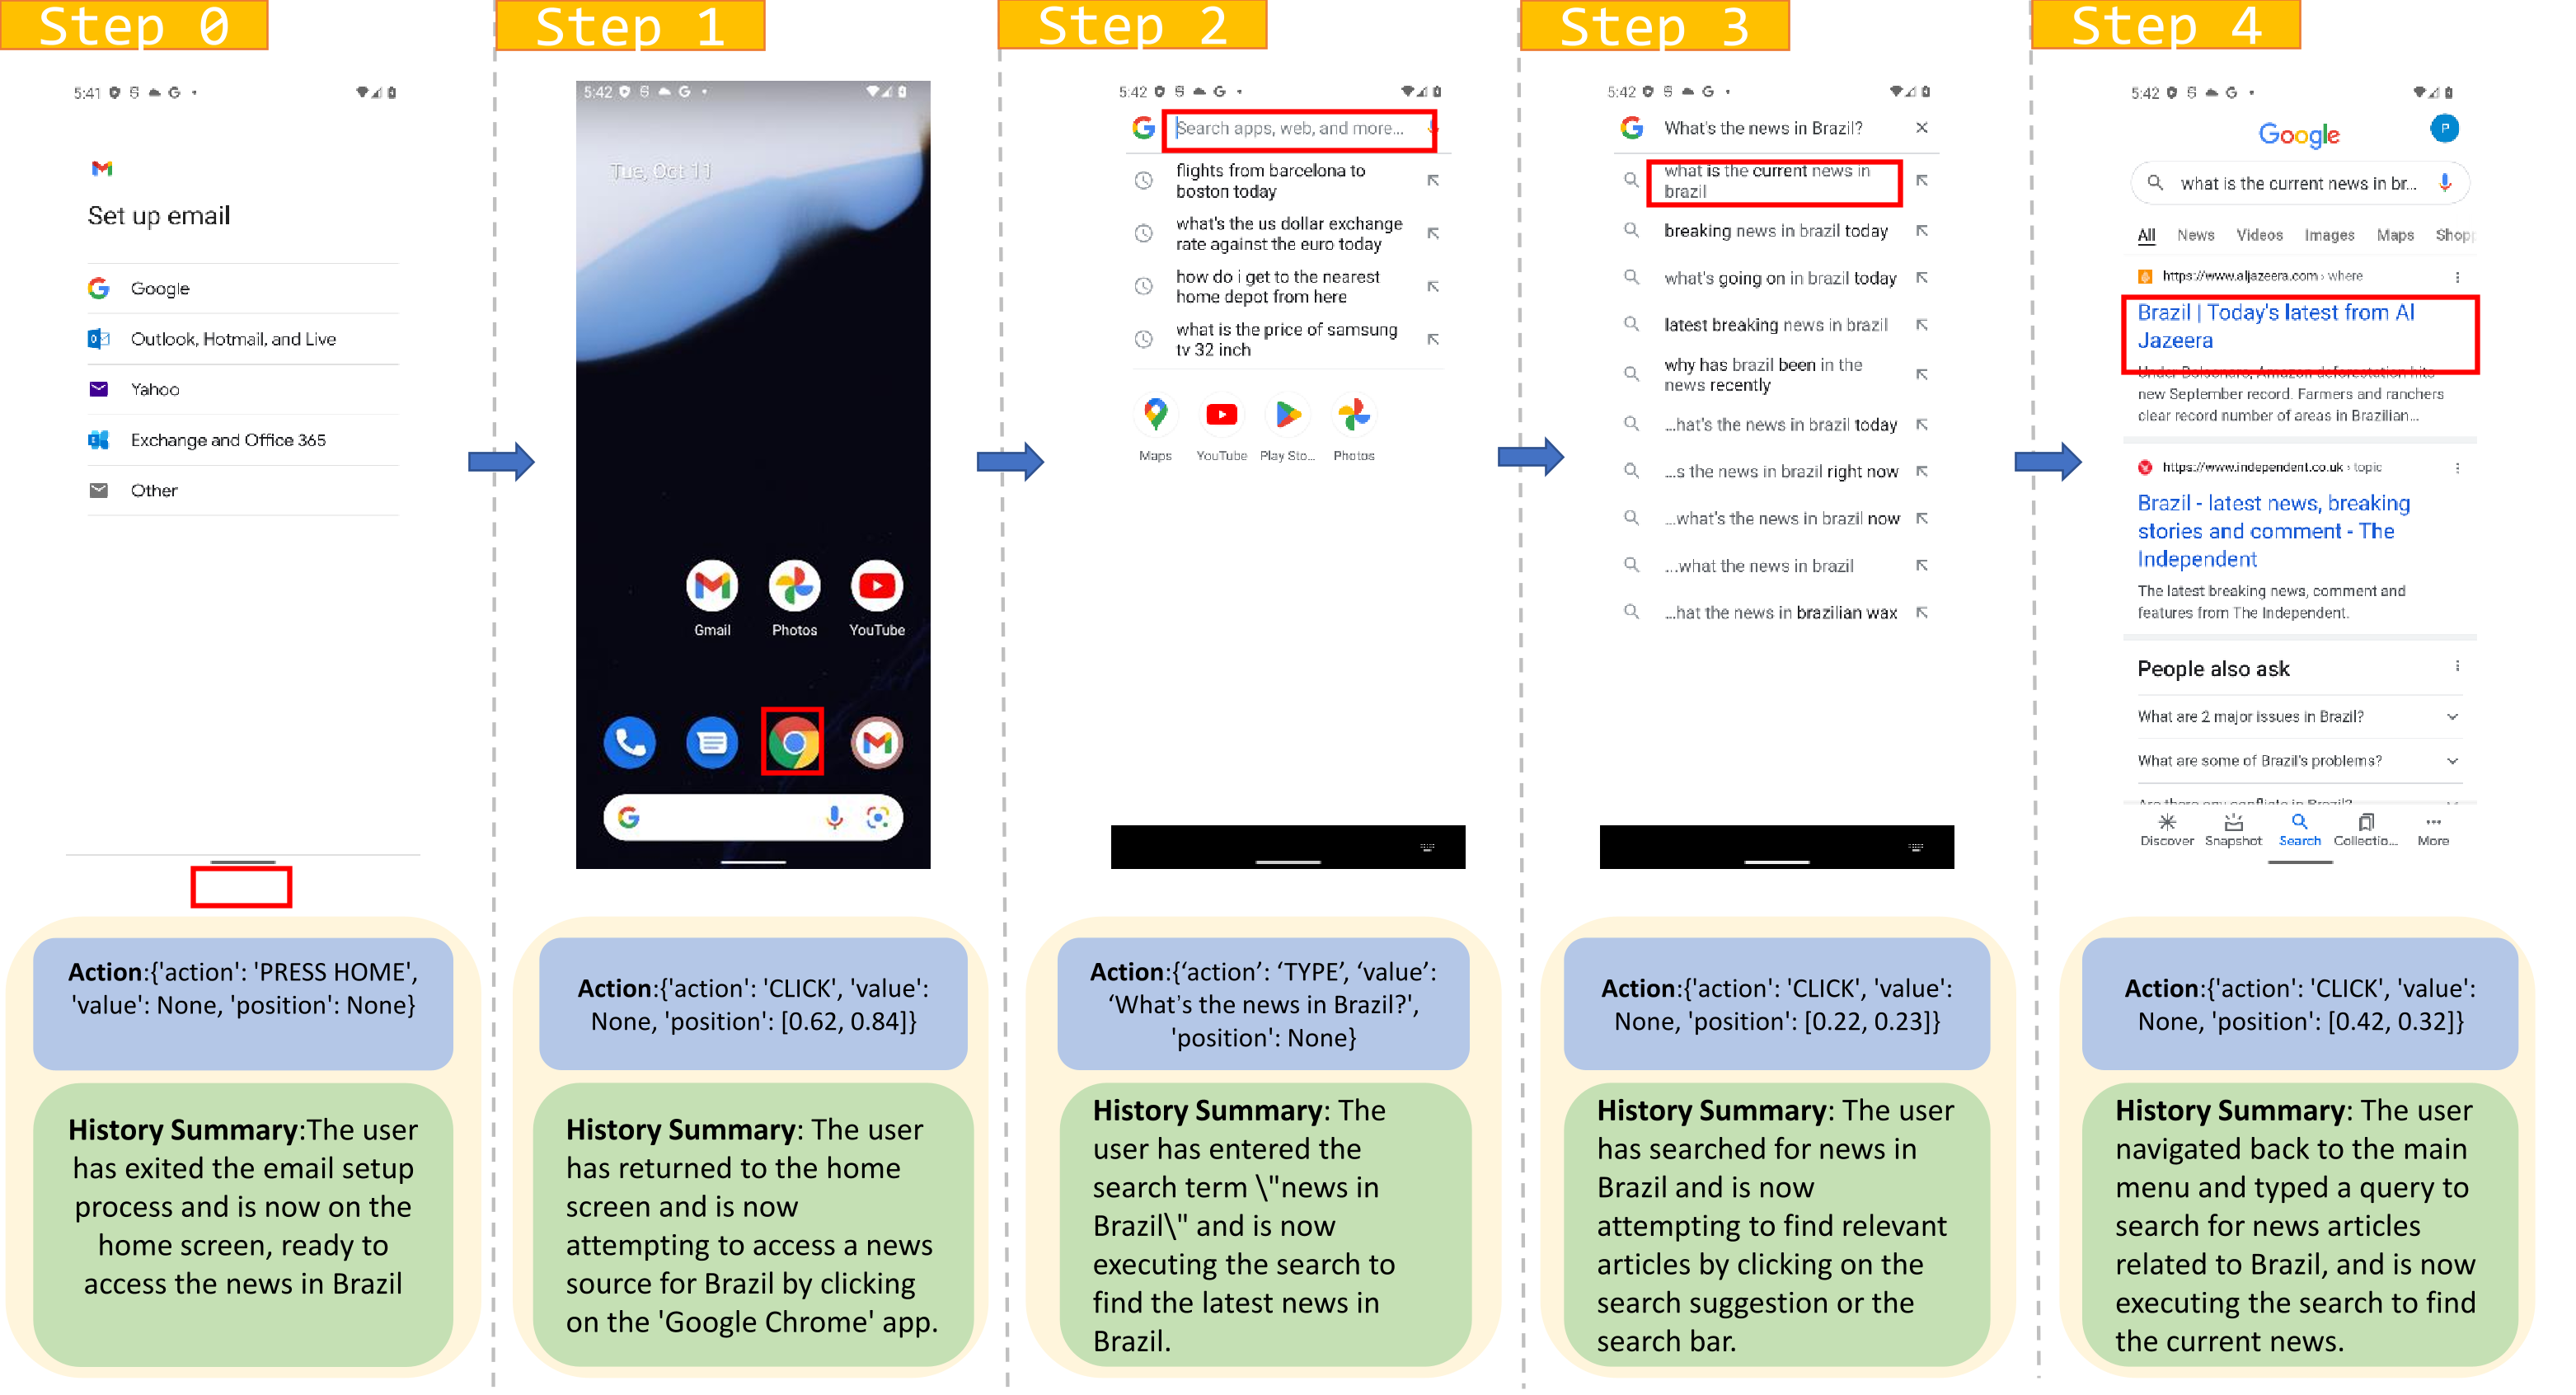 Step 0
5:41
Set up email
Google
Outlook, Hotmail, and Live
Yahoo
Exchange and Office 365
Other
Action:{'action': 'PRESS HOME',
'value': None, 'position': None}
History Summary:The user
has exited the email setup
process and is now on the
home screen, ready to
access the news in Brazil
Step 1
5:42
Tue, Oct 11
Gmail
Photos
YouTube
Action:{'action': 'CLICK', 'value':
None, 'position': [0.62, 0.84]}
History Summary: The user
has returned to the home
screen and is now
attempting to access a news
source for Brazil by clicking
on the 'Google Chrome' app.
Step 2
5:42
Search apps, web, and more...
flights from barcelona to
boston today
what's the us dollar exchange
rate against the euro today
how do i get to the nearest
home depot from here
what is the price of samsung
tv 32 inch
Maps
YouTube
Play Sto...
Photos
Action:{‘action’: ‘TYPE’, ‘value’:
‘What's the news in Brazil?',
'position': None}
History Summary: The
user has entered the
search term \"news in
Brazil\" and is now
executing the search to
find the latest news in
Brazil.
Step 3
5:42
What's the news in Brazil?
what is the current news in
brazil
breaking news in brazil today
what's going on in brazil today
latest breaking news in brazil
why has brazil been in the
news recently
...hat's the news in brazil today
...s the news in brazil right now
...what's the news in brazil now
...what the news in brazil
...hat the news in brazilian wax
Action:{'action': 'CLICK', 'value':
None, 'position': [0.22, 0.23]}
History Summary: The user
has searched for news in
Brazil and is now
attempting to find relevant
articles by clicking on the
search suggestion or the
search bar.
Step 4
5:42
Google
P
what is the current news in br...
All News Videos Images Maps Shop
https://www.aljazeera.com › where
Brazil | Today's latest from Al
Jazeera
Under Bolsonaro, Amazon deforestation hits
new September record. Farmers and ranchers
clear record number of areas in Brazilian...
https://www.independent.co.uk › topic
Brazil - latest news, breaking
stories and comment - The
Independent
The latest breaking news, comment and
features from The Independent.
People also ask
What are 2 major issues in Brazil?
What are some of Brazil's problems?
Are there any conflicts in Brazil?
Discover Snapshot Search Collectio... More
Action:{'action': 'CLICK', 'value':
None, 'position': [0.42, 0.32]}
History Summary: The user
navigated back to the main
menu and typed a query to
search for news articles
related to Brazil, and is now
executing the search to find
the current news.